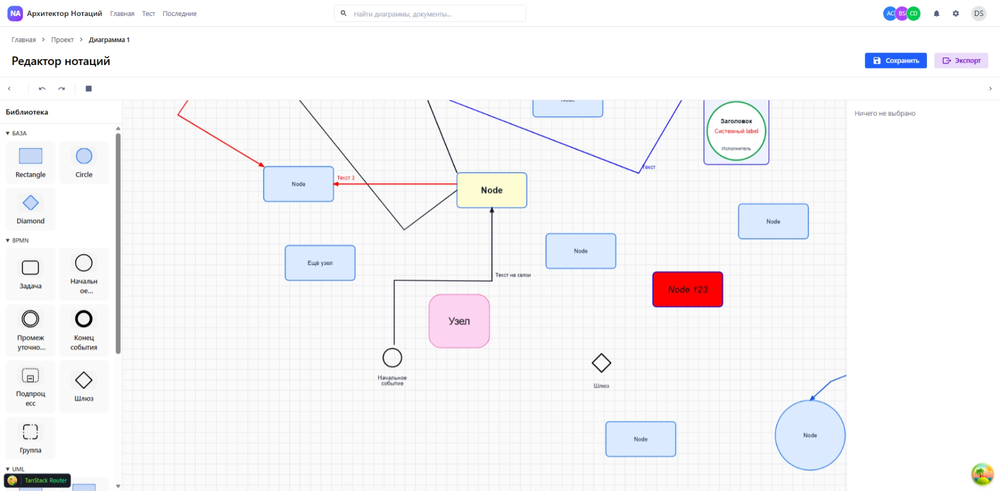 NA Архитектор Нотаций Главная Тест Последние Найти диаграммы, документы... AC BS CD DS
Главная > Проект > Диаграмма 1
Редактор нотаций
Сохранить
Экспорт
Библиотека
Ничего не выбрано
▼ БАЗА
Rectangle
Circle
Diamond
▼ BPMN
Задача
Начальн
ое...
Промеж
уточно...
Конец
события
Подпроц
есс
Шлюз
Группа
▼ UML
TanStack Router
Node
Заголовок
Системный label
Исполнитель
Текст
Node
Текст 3
Node
Node
Node
Ещё узел
Текст на связи
Node 123
Узел
Начальное
событие
Шлюз
Node
Node